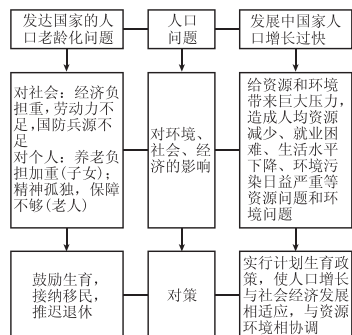 发达国家的人
口老龄化问题
人口
问题
发展中国家人
口增长过快
对社会：经济负
担重，劳动力不
足，国防兵源不
足
对个人：养老负
担加重(子女)；
精神孤独，保障
不够(老人)
对环境、
社会、经
济的影响
给资源和环境
带来巨大压力，
造成人均资源
减少、就业困
难、生活水平
下降、环境污
染日益严重等
资源问题和环
境问题
鼓励生育，
接纳移民，
推迟退休
对策
实行计划生育政
策，使人口增长
与社会经济发展
相适应，与资源
环境相协调